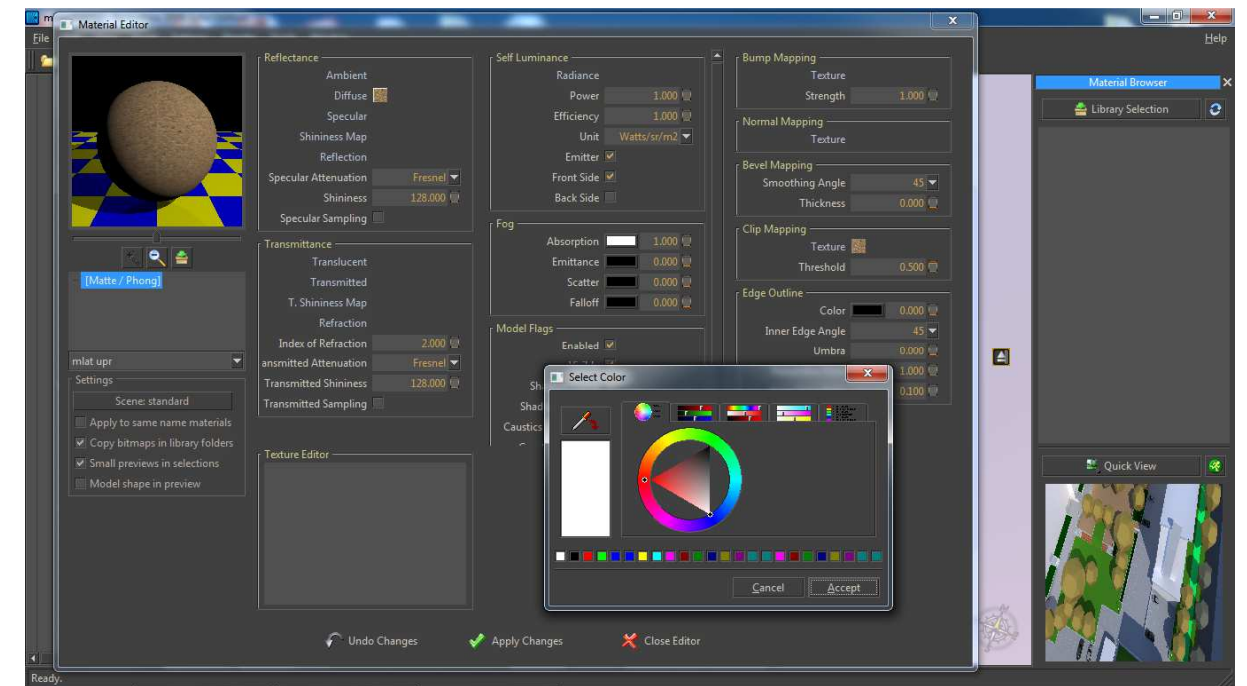 m
Material Editor
X
File
Help
Reflectance
Ambient
Diffuse
Specular
Shininess Map
Reflection
Specular Attenuation Fresnel
Shininess 128.000
Specular Sampling
Transmittance
Translucent
Transmitted
T. Shininess Map
Refraction
Index of Refraction 2.000
ansmitted Attenuation Fresnel
Transmitted Shininess 128.000
Transmitted Sampling
Texture Editor
Self Luminance
Radiance
Power 1.000
Efficiency 1.000
Unit Watts/sr/m2
Emitter
Front Side
Back Side
Fog
Absorption 1.000
Emittance 0.000
Scatter 0.000
Falloff 0.000
Model Flags
Enabled
Sh
Shad
Caustics
Bump Mapping
Texture
Strength 1.000
Normal Mapping
Texture
Bevel Mapping
Smoothing Angle 45
Thickness 0.000
Clip Mapping
Texture
Threshold 0.500
Edge Outline
Color 0.000
Inner Edge Angle 45
Umbra 0.000
1.000
0.100
[Matte / Phong]
mlat upr
Settings
Scene: standard
Apply to same name materials
Copy bitmaps in library folders
Small previews in selections
Model shape in preview
Select Color
Cancel Accept
Undo Changes Apply Changes Close Editor
Material Browser
Library Selection
Quick View
Ready.